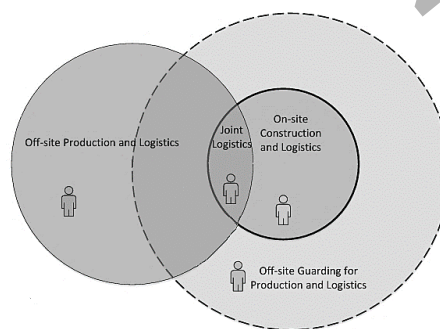 Off-site Production and Logistics
Joint
Logistics
On-site
Construction
and Logistics
Off-site Guarding for
Production and Logistics